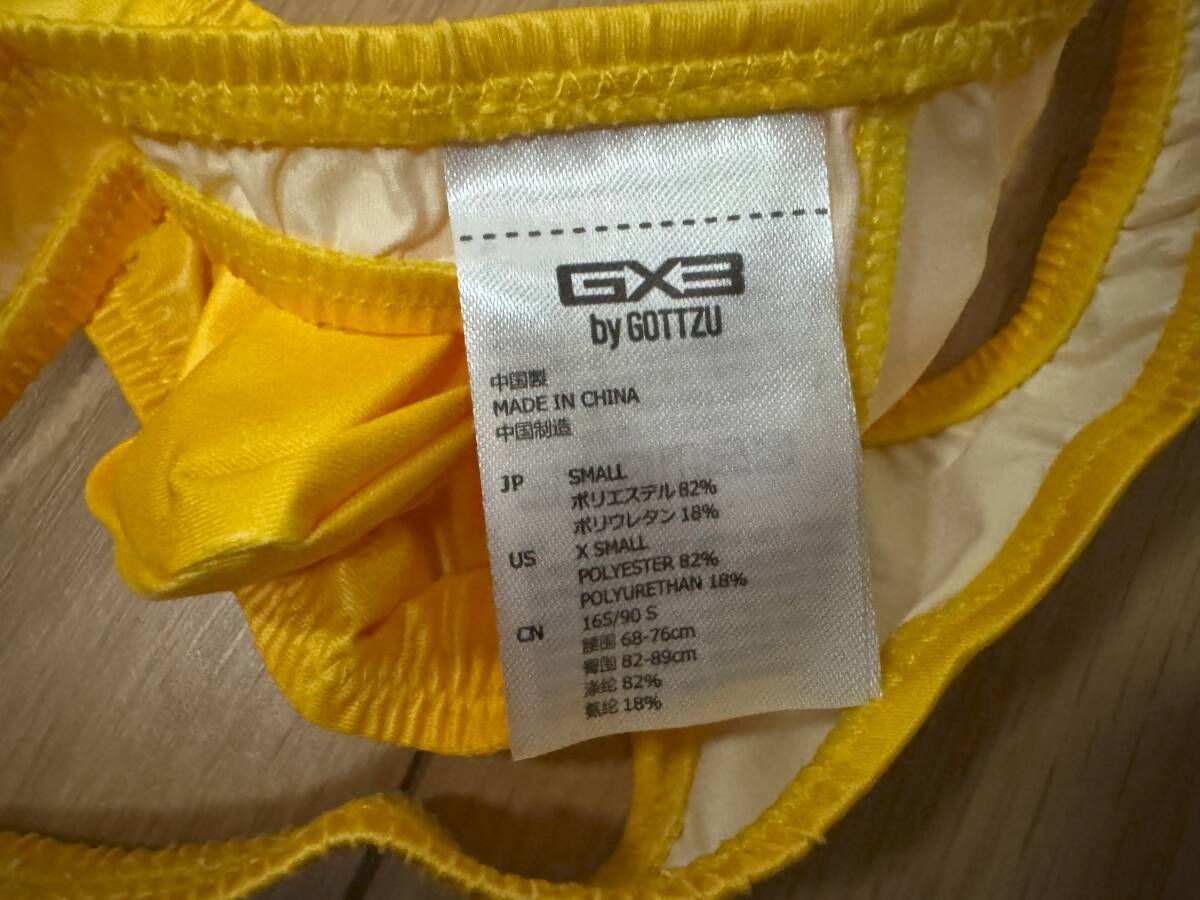 GX3
by GOTTZU
中国製
MADE IN CHINA
中国制造
JP SMALL
ポリエステル 82%
ポリウレタン 18%
US X SMALL
POLYESTER 82%
POLYURETHAN 18%
CN 165/90 S
腰围 68-76cm
臀围 82-89cm
涤纶 82%
氨纶 18%